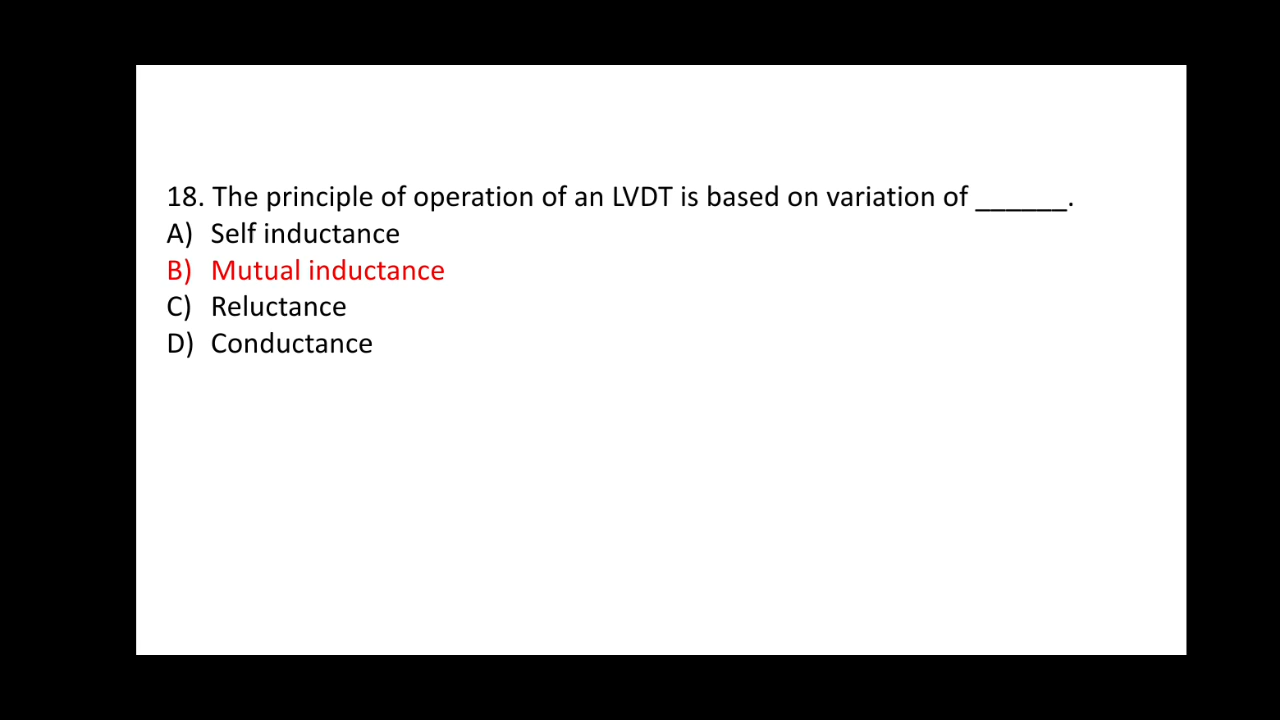 18. The principle of operation of an LVDT is based on variation of ______.
A) Self inductance
B) Mutual inductance
C) Reluctance
D) Conductance